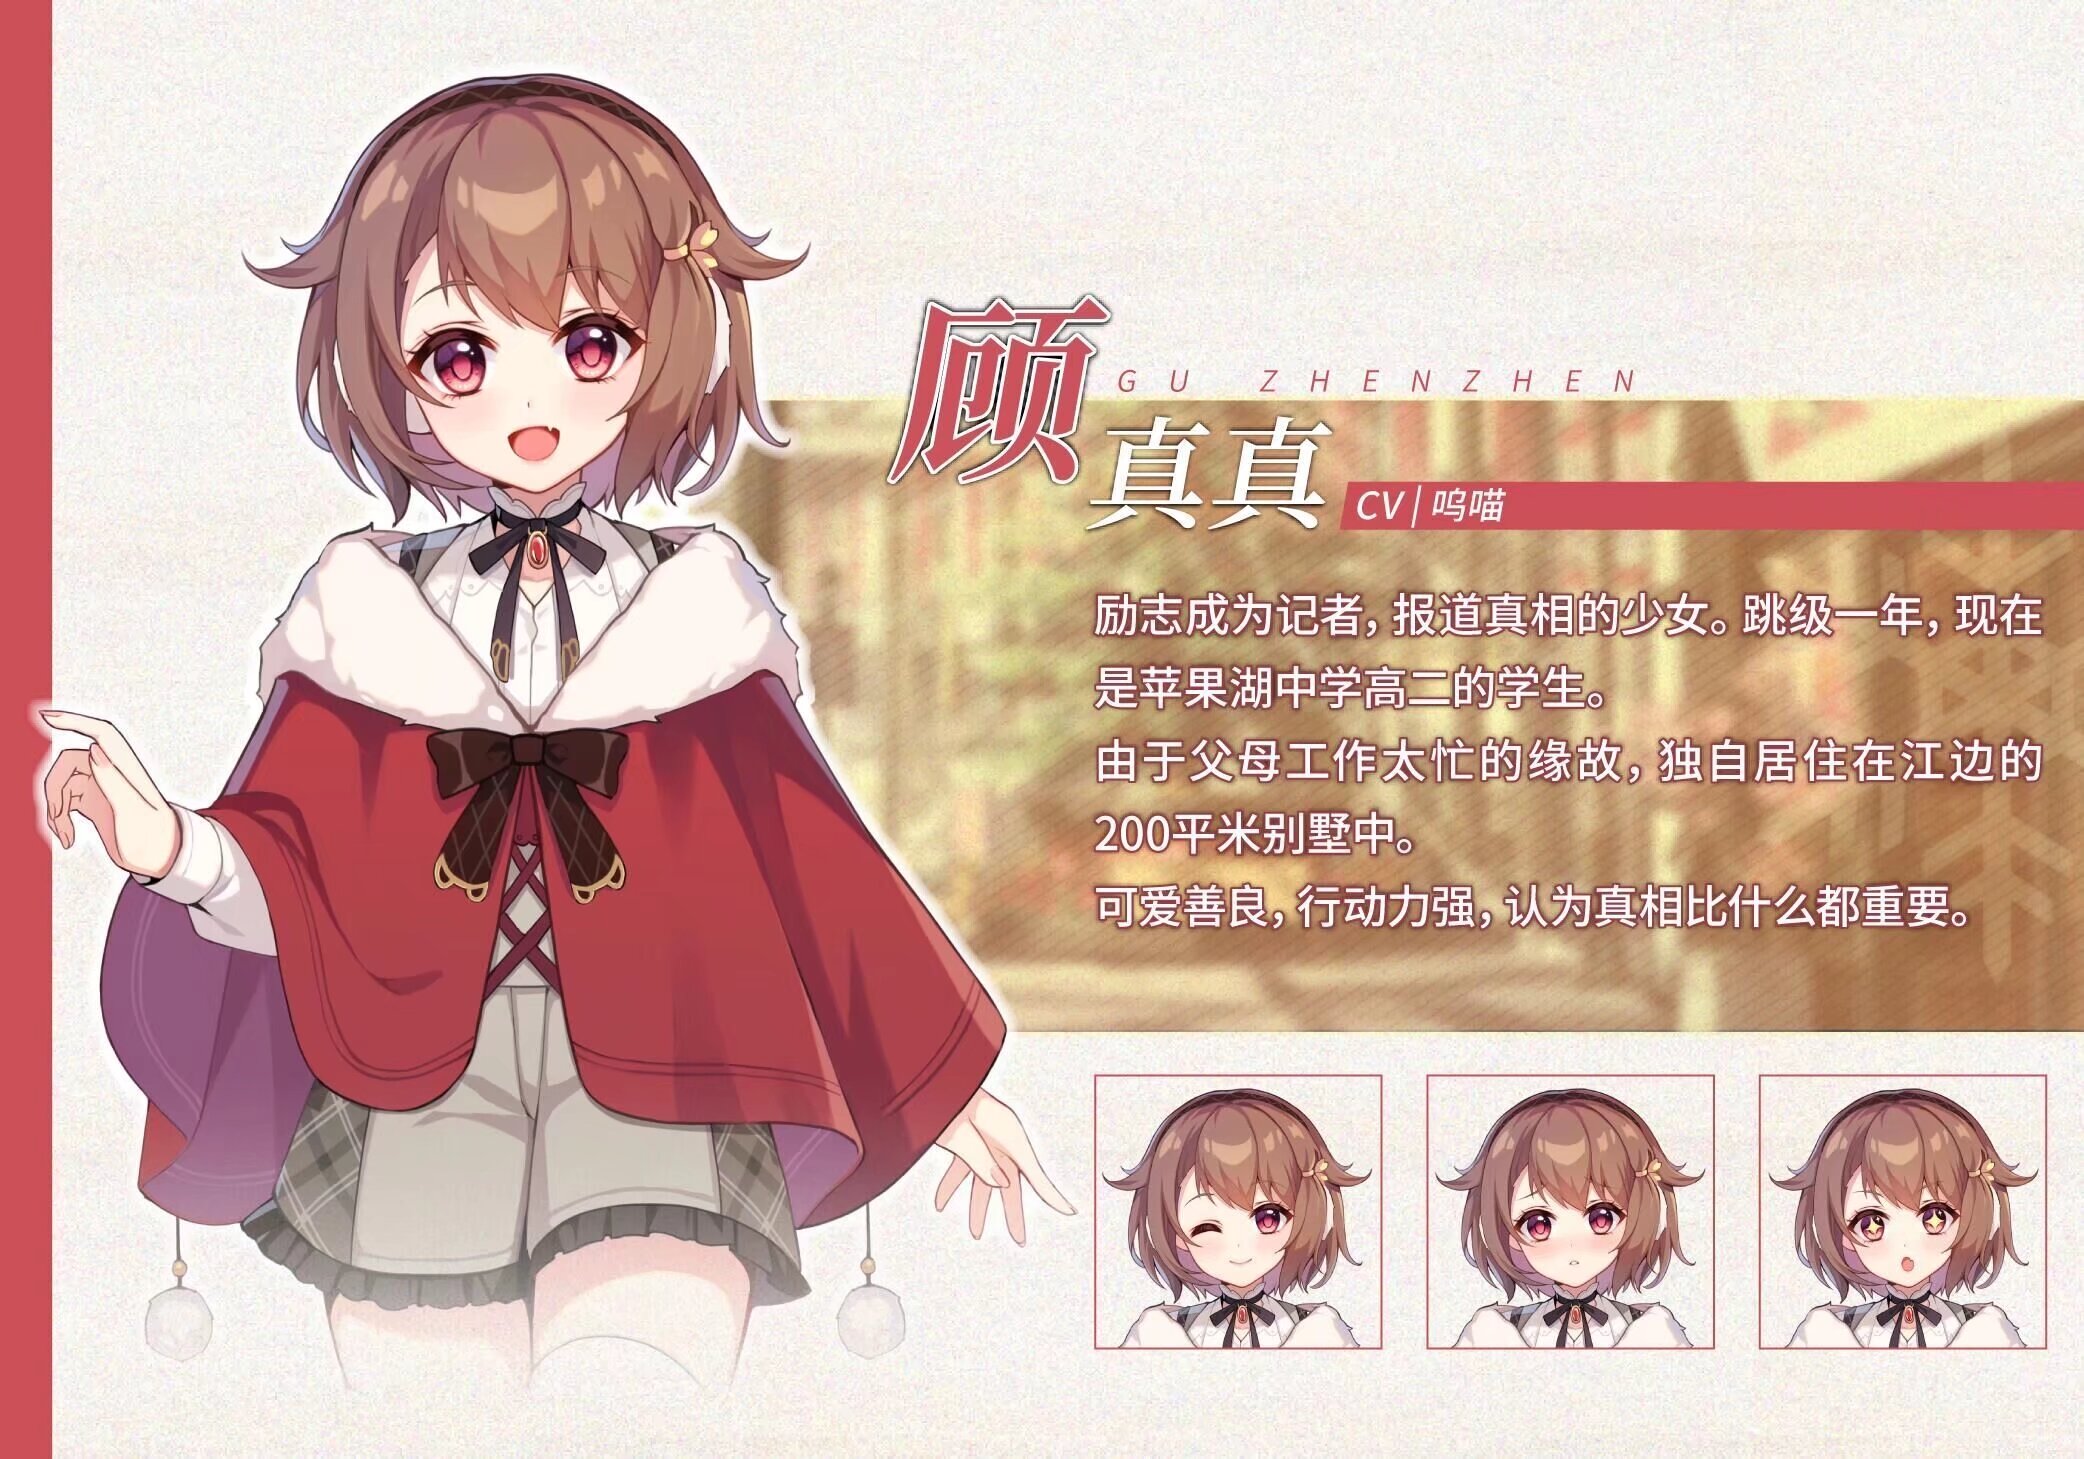 顾
GU ZHENZHEN
真真
CV|呜喵
励志成为记者，报道真相的少女。跳级一年，现在
是苹果湖中学高二的学生。
由于父母工作太忙的缘故，独自居住在江边的
200平米别墅中。
可爱善良，行动力强，认为真相比什么都重要。